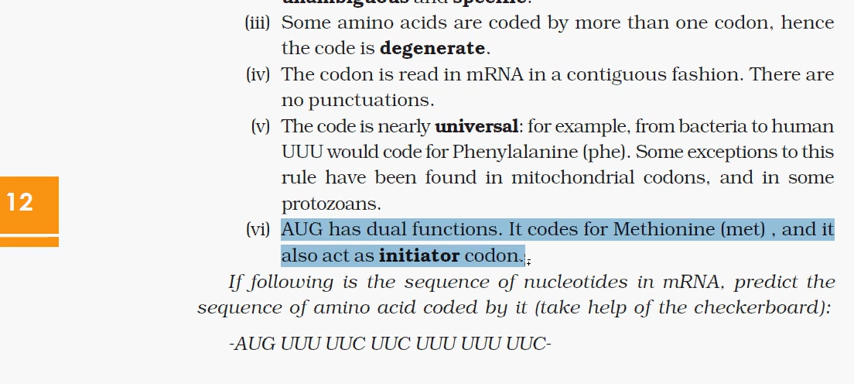 unambiguous and specific.
(iii) Some amino acids are coded by more than one codon, hence
the code is degenerate.
(iv) The codon is read in mRNA in a contiguous fashion. There are
no punctuations.
(v) The code is nearly universal: for example, from bacteria to human
UUU would code for Phenylalanine (phe). Some exceptions to this
rule have been found in mitochondrial codons, and in some
protozoans.
12
(vi) AUG has dual functions. It codes for Methionine (met) , and it
also act as initiator codon.
If following is the sequence of nucleotides in mRNA, predict the
sequence of amino acid coded by it (take help of the checkerboard):
-AUG UUU UUC UUC UUU UUU UUC-